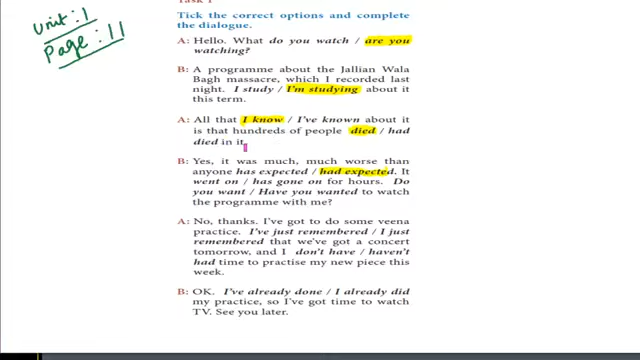 Unit : 1
Page : 11
Task 1
Tick the correct options and complete
the dialogue.
A: Hello. What do you watch / are you
watching?
B: A programme about the Jallian Wala
Bagh massacre, which I recorded last
night. I study / I'm studying about it
this term.
A: All that I know / I've known about it
is that hundreds of people died / had
died in it.
B: Yes, it was much, much worse than
anyone has expected / had expected. It
went on / has gone on for hours. Do
you want / Have you wanted to watch
the programme with me?
A: No, thanks. I've got to do some veena
practice. I've just remembered / I just
remembered that we've got a concert
tomorrow, and I don't have / haven't
had time to practise my new piece this
week.
B: OK. I've already done / I already did
my practice, so I've got time to watch
TV. See you later.